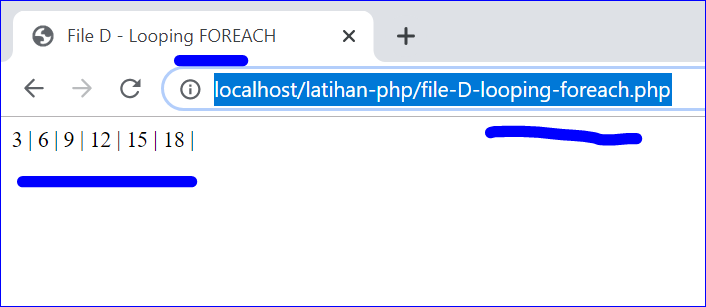 File D - Looping FOREACH
localhost/latihan-php/file-D-looping-foreach.php
3 | 6 | 9 | 12 | 15 | 18 |